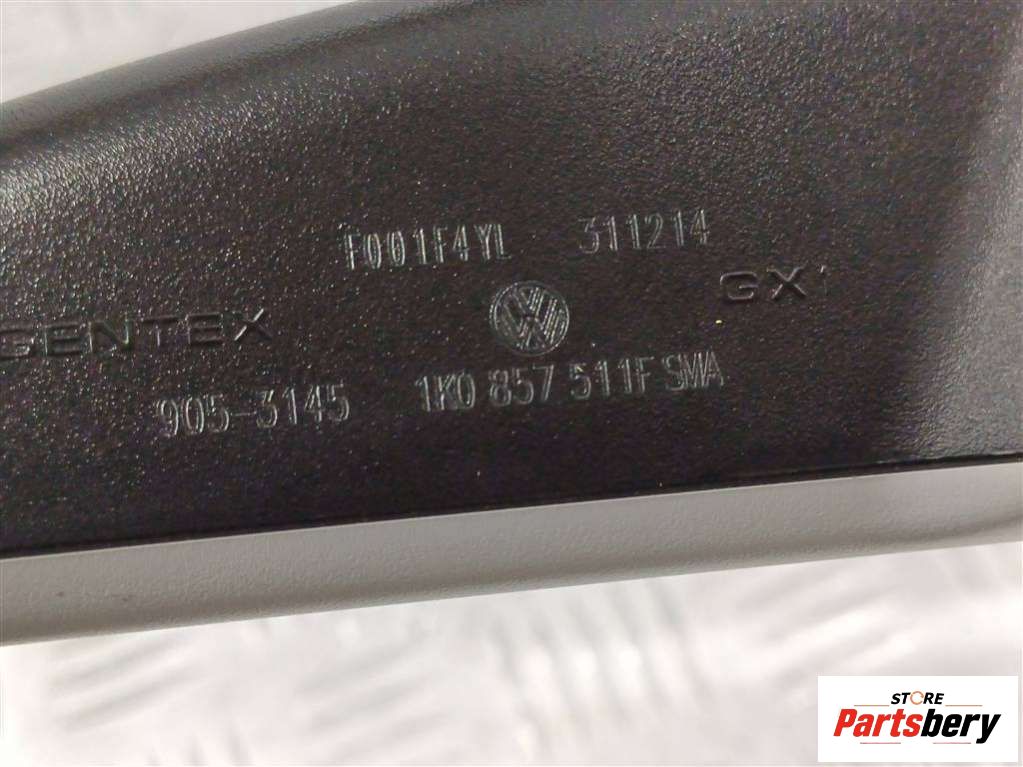 F001F4YL 311214
GENTEX GX
905-3145 1K0 857 511F SMA
STORE
Partsbery